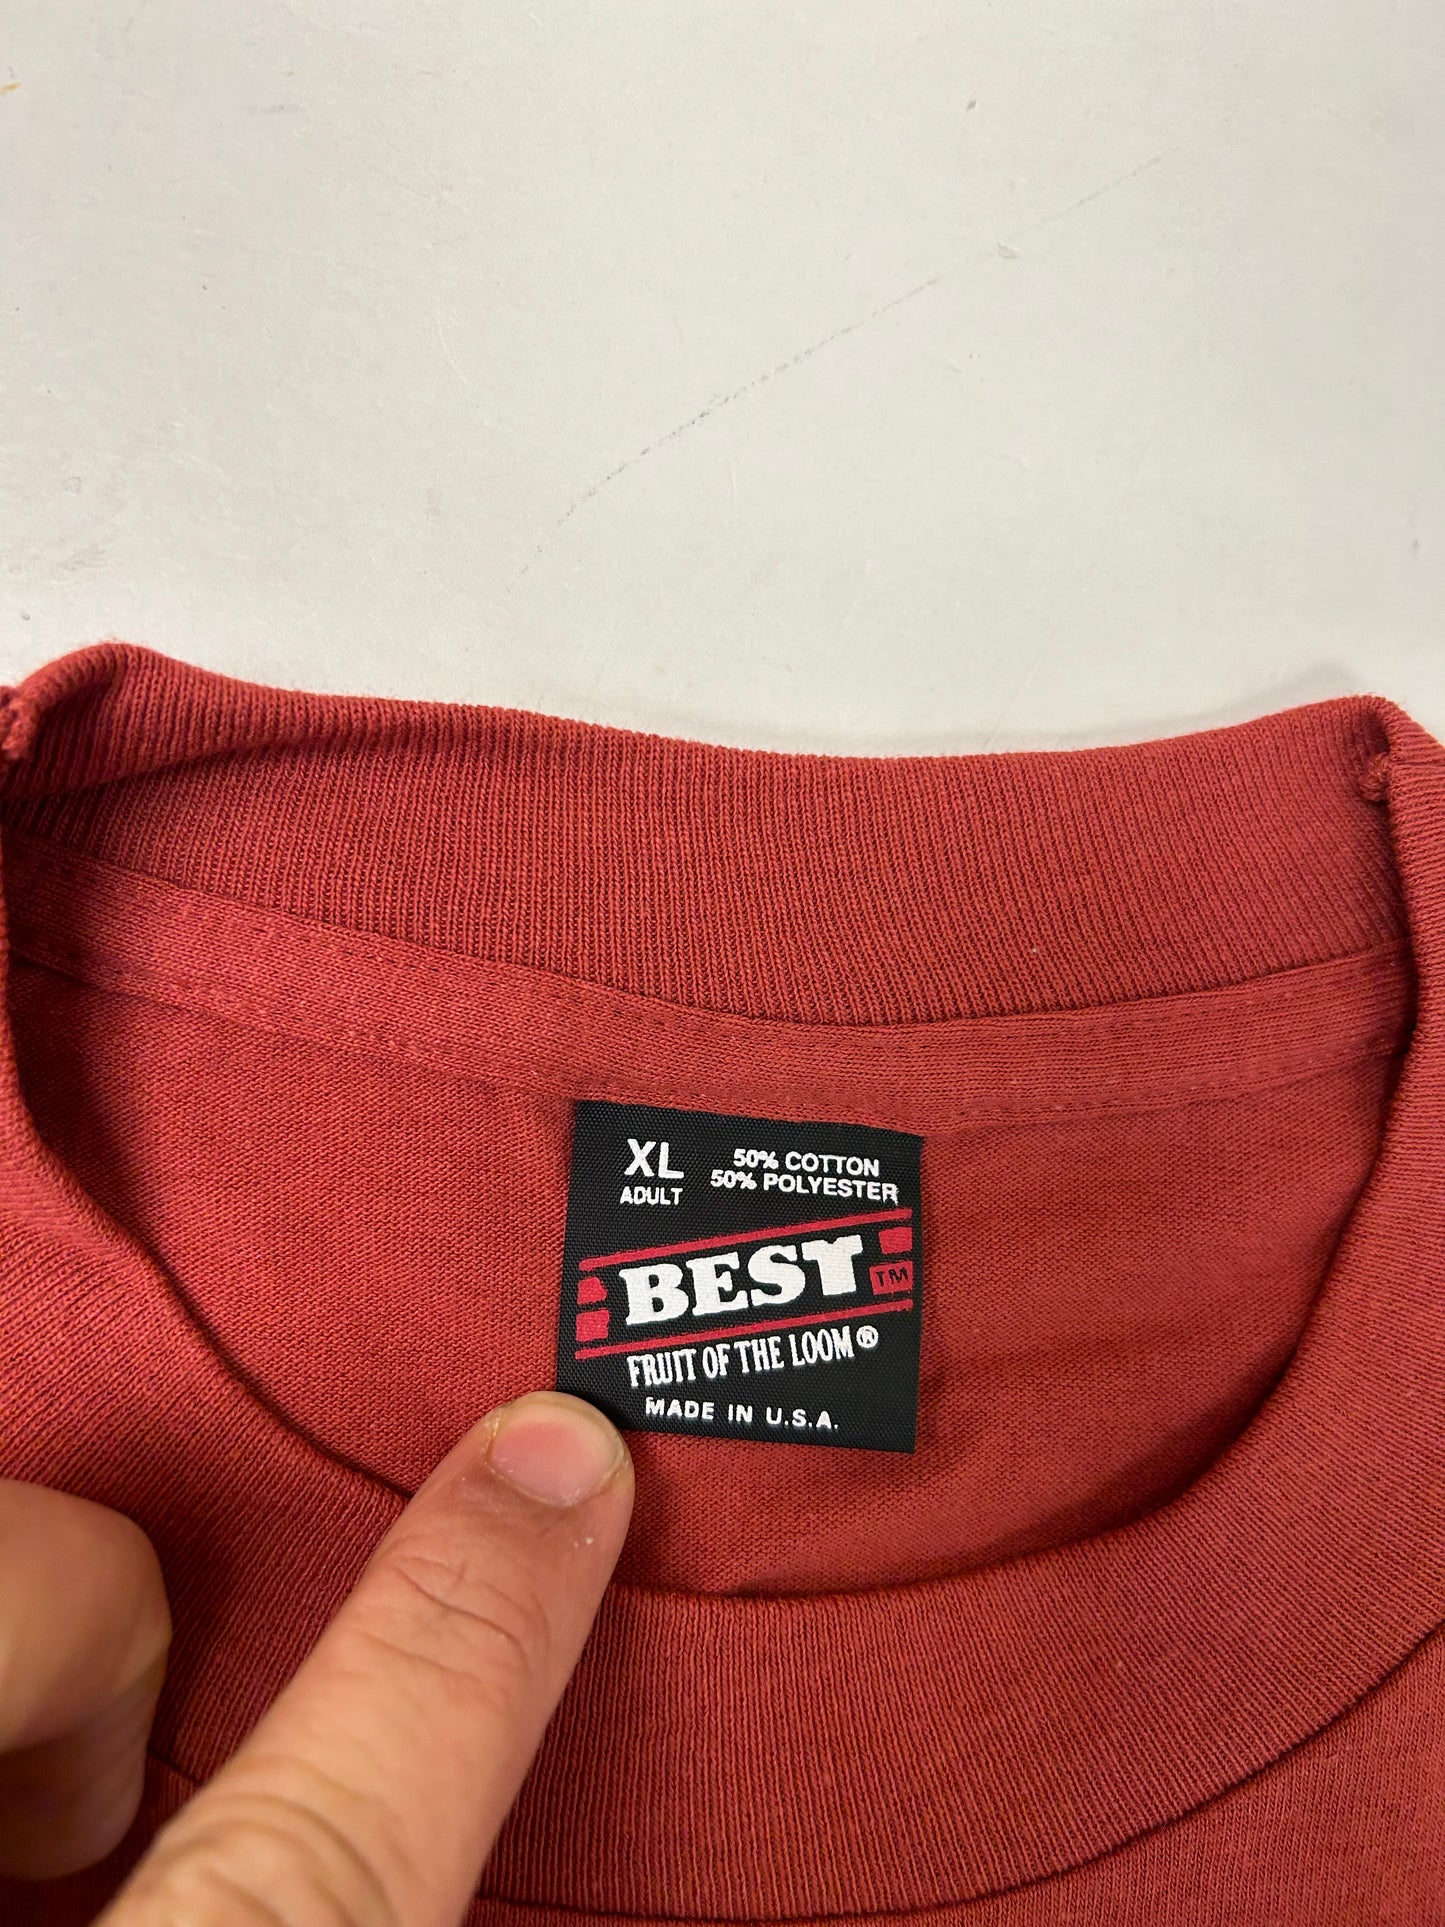 XL
ADULT
50% COTTON
50% POLYESTER
BEST TM
FRUIT OF THE LOOM®
MADE IN U.S.A.